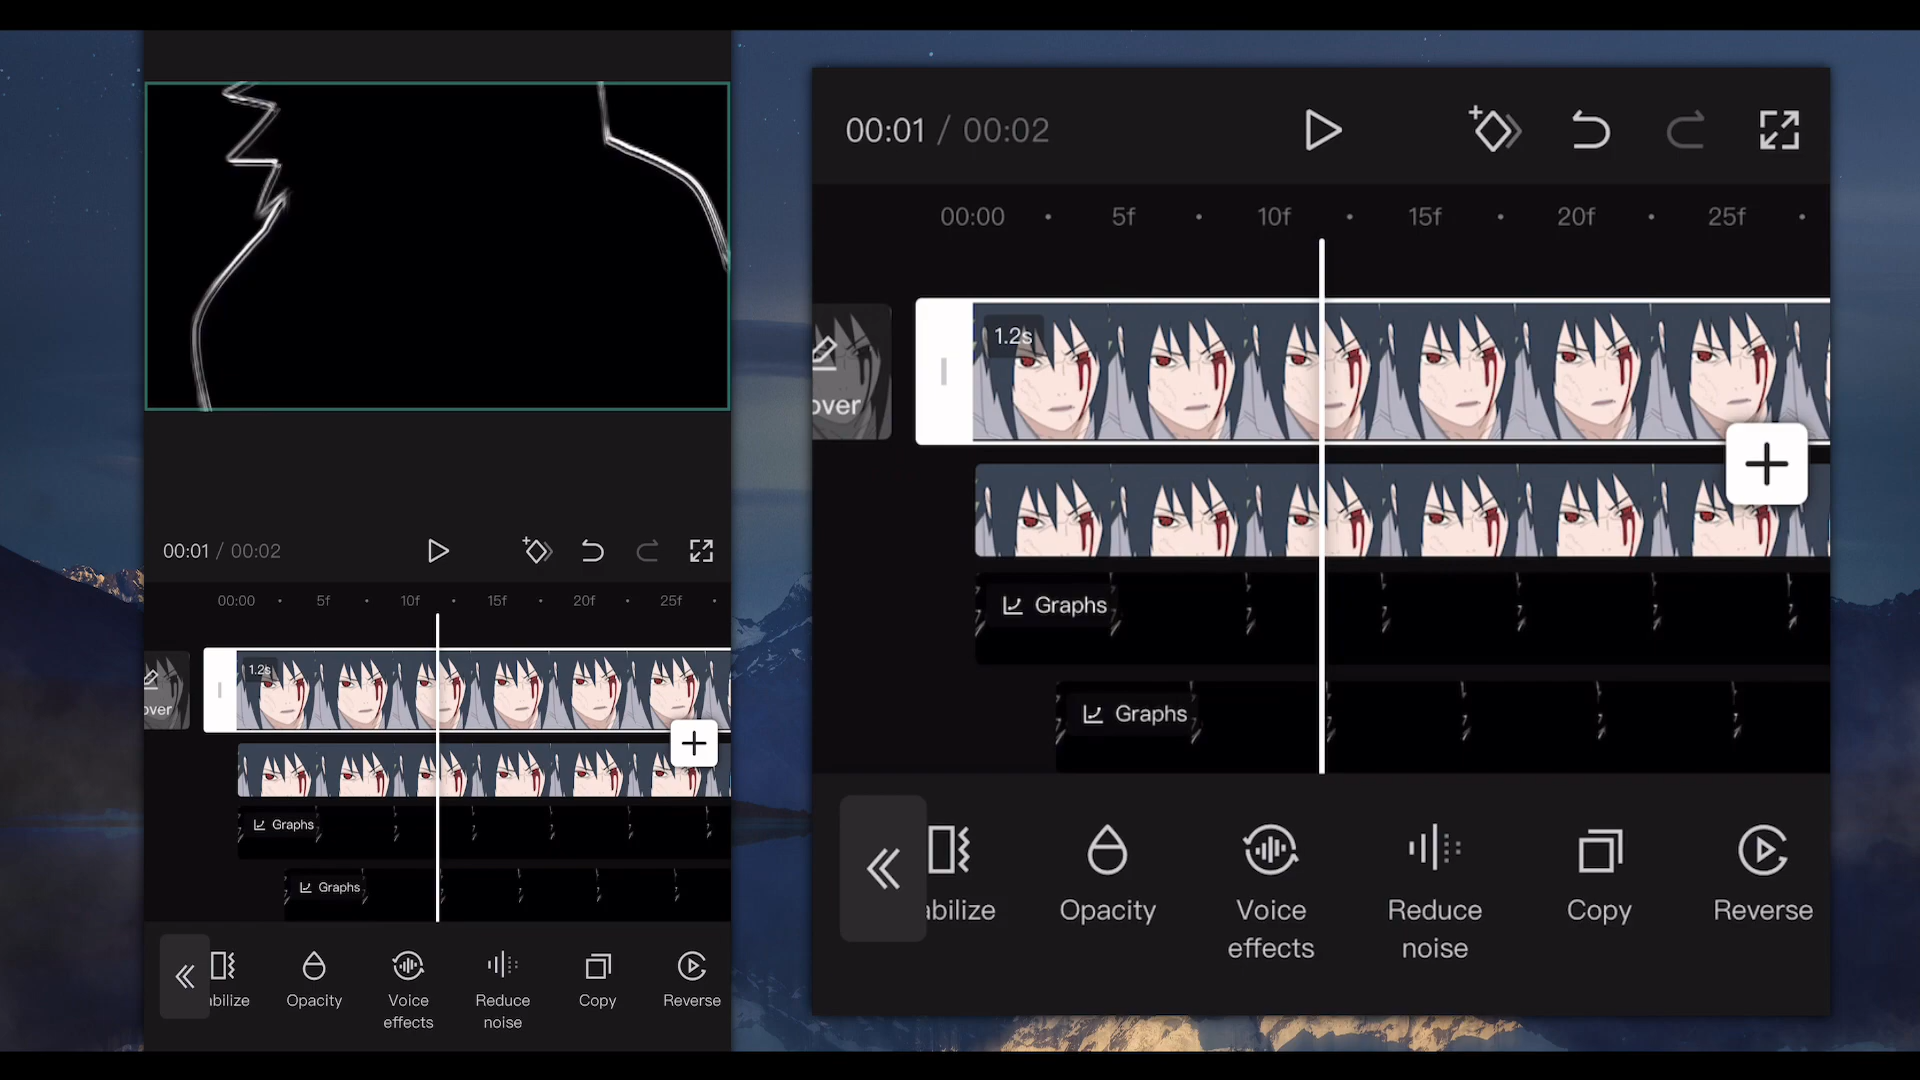 00:01 / 00:02
00:00 5f 10f 15f 20f 25f
1.2s
over
Graphs
Graphs
abilize
Opacity
Voice
effects
Reduce
noise
Copy
Reverse
00:01 / 00:02
00:00 5f 10f 15f 20f 25f
1.2s
over
Graphs
Graphs
abilize
Opacity
Voice
effects
Reduce
noise
Copy
Reverse